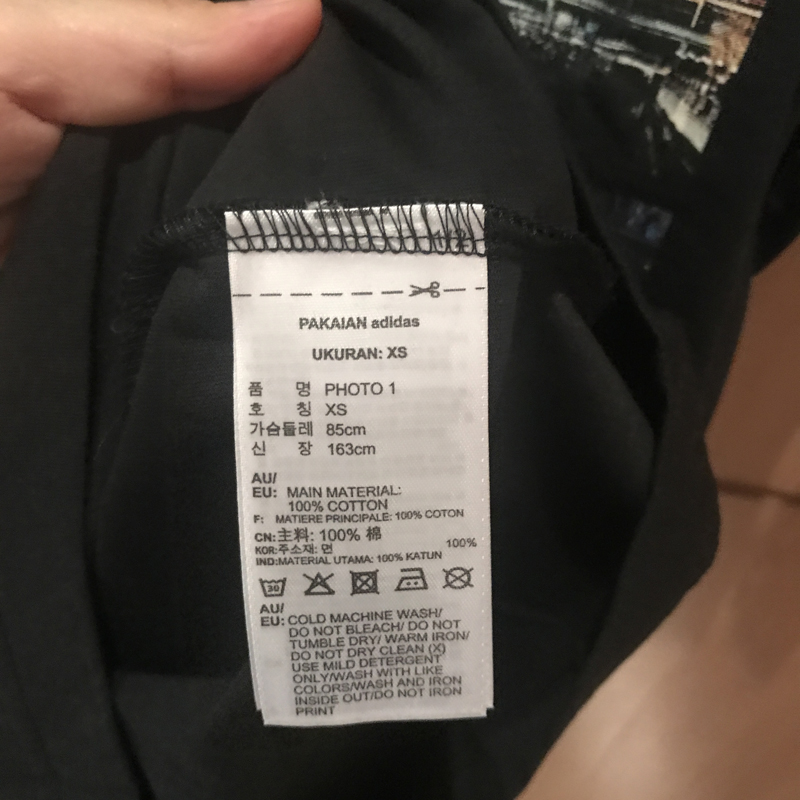 PAKAIAN adidas
UKURAN: XS
품 명 PHOTO 1
호 칭 XS
가슴둘레 85cm
신 장 163cm
AU/
EU: MAIN MATERIAL:
100% COTTON
F: MATIERE PRINCIPALE: 100% COTON
CN:主料: 100% 棉
KOR:주소재: 면 100%
IND:MATERIAL UTAMA: 100% KATUN
30
AU/
EU: COLD MACHINE WASH/
DO NOT BLEACH/ DO NOT
TUMBLE DRY/ WARM IRON/
DO NOT DRY CLEAN (X)
USE MILD DETERGENT
ONLY/WASH WITH LIKE
COLORS/WASH AND IRON
INSIDE OUT/DO NOT IRON
PRINT